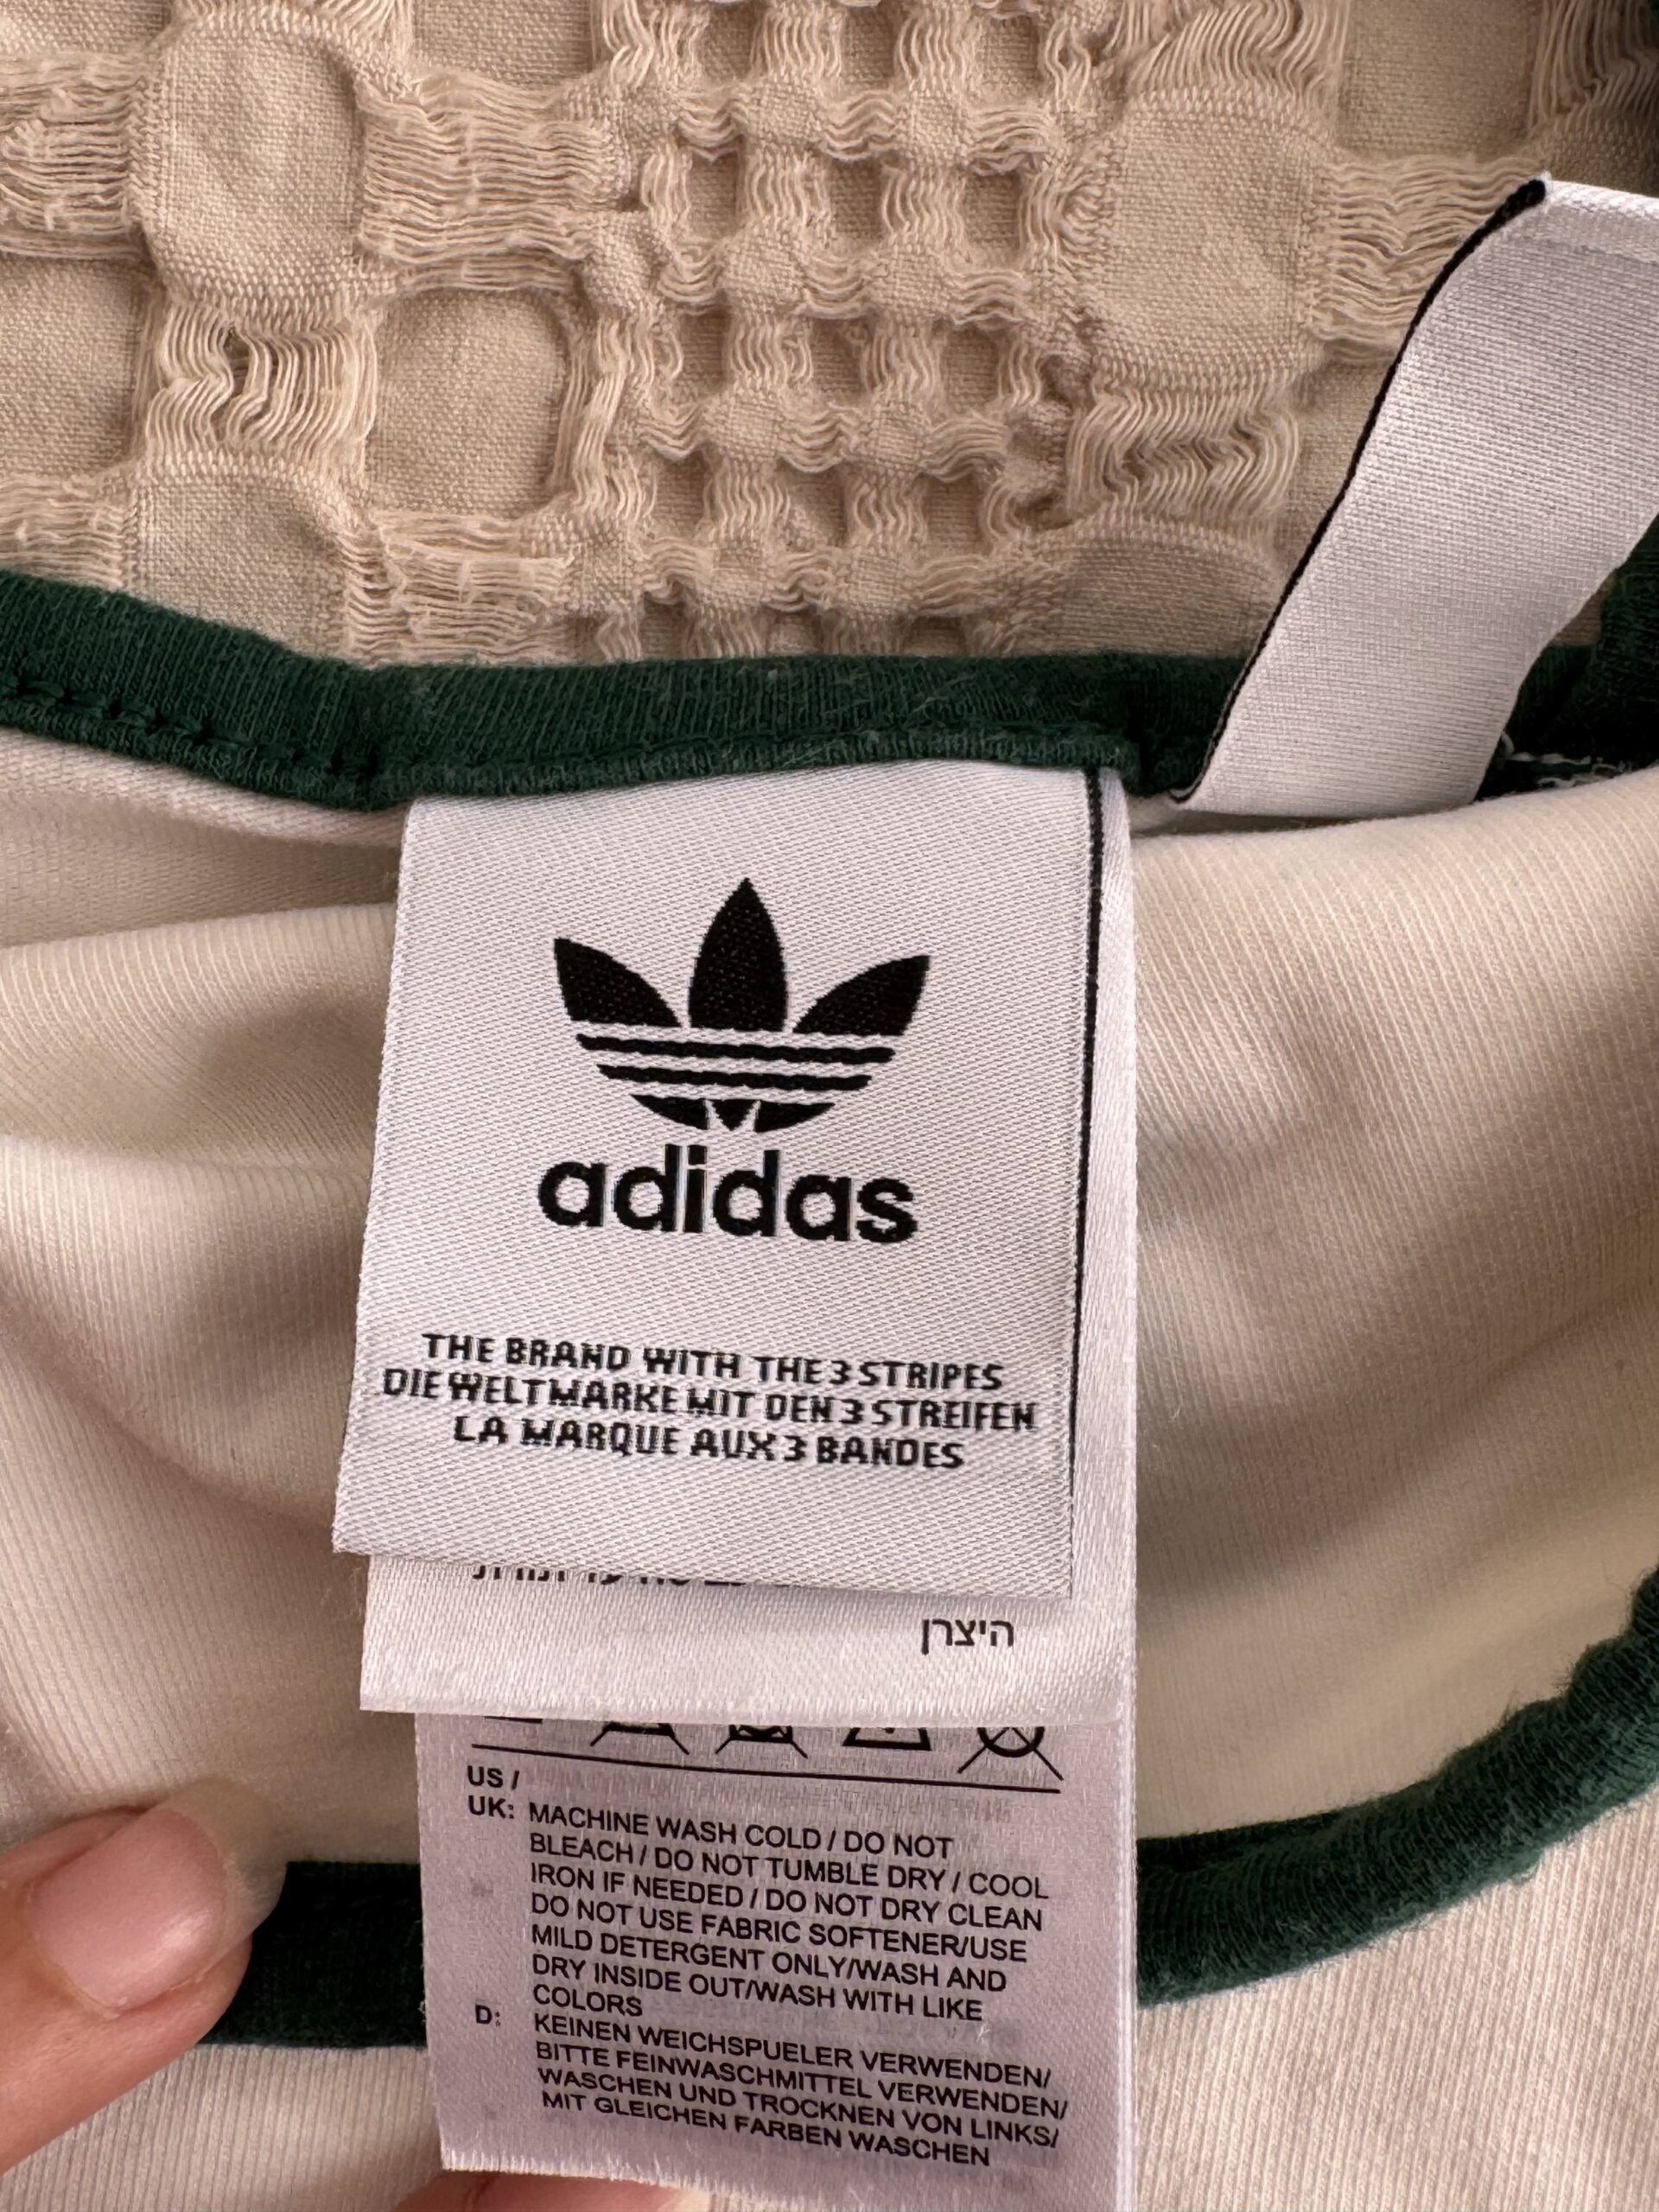 adidas
THE BRAND WITH THE 3 STRIPES
DIE WELTMARKE MIT DEN 3 STREIFEN
LA MARQUE AUX 3 BANDES
היצרן
US /
UK: MACHINE WASH COLD / DO NOT
BLEACH / DO NOT TUMBLE DRY / COOL
IRON IF NEEDED / DO NOT DRY CLEAN
DO NOT USE FABRIC SOFTENER/USE
MILD DETERGENT ONLY/WASH AND
DRY INSIDE OUT/WASH WITH LIKE
COLORS
D: KEINEN WEICHSPUELER VERWENDEN/
BITTE FEINWASCHMITTEL VERWENDEN/
WASCHEN UND TROCKNEN VON LINKS/
MIT GLEICHEN FARBEN WASCHEN